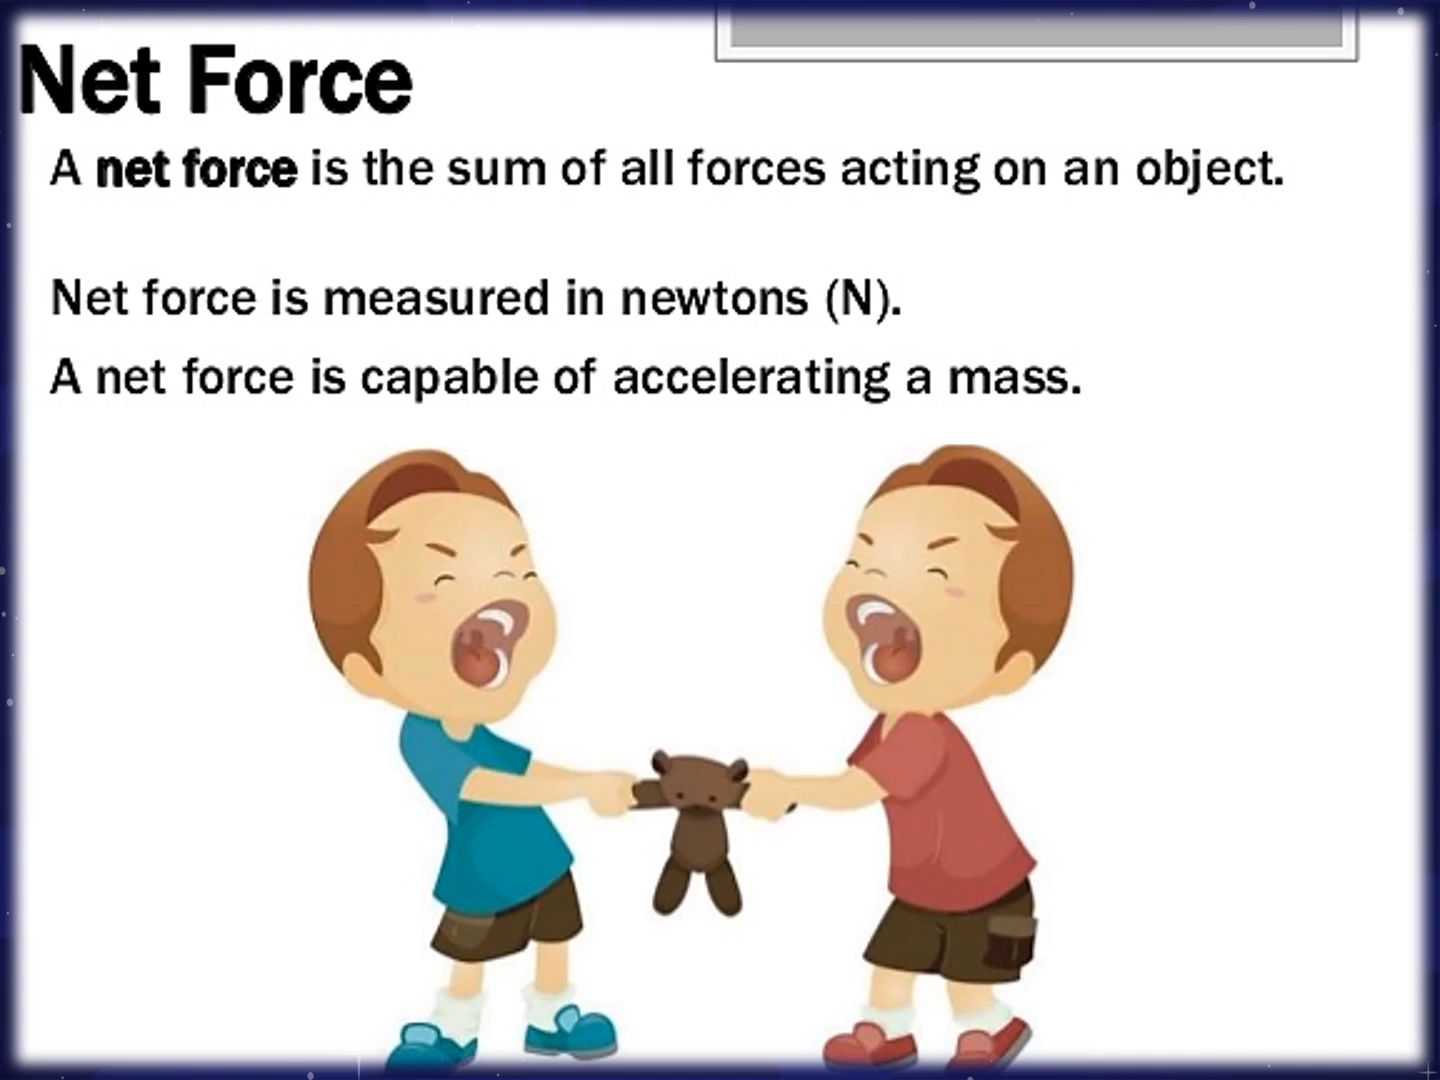 Net Force
A net force is the sum of all forces acting on an object.
Net force is measured in newtons (N).
A net force is capable of accelerating a mass.